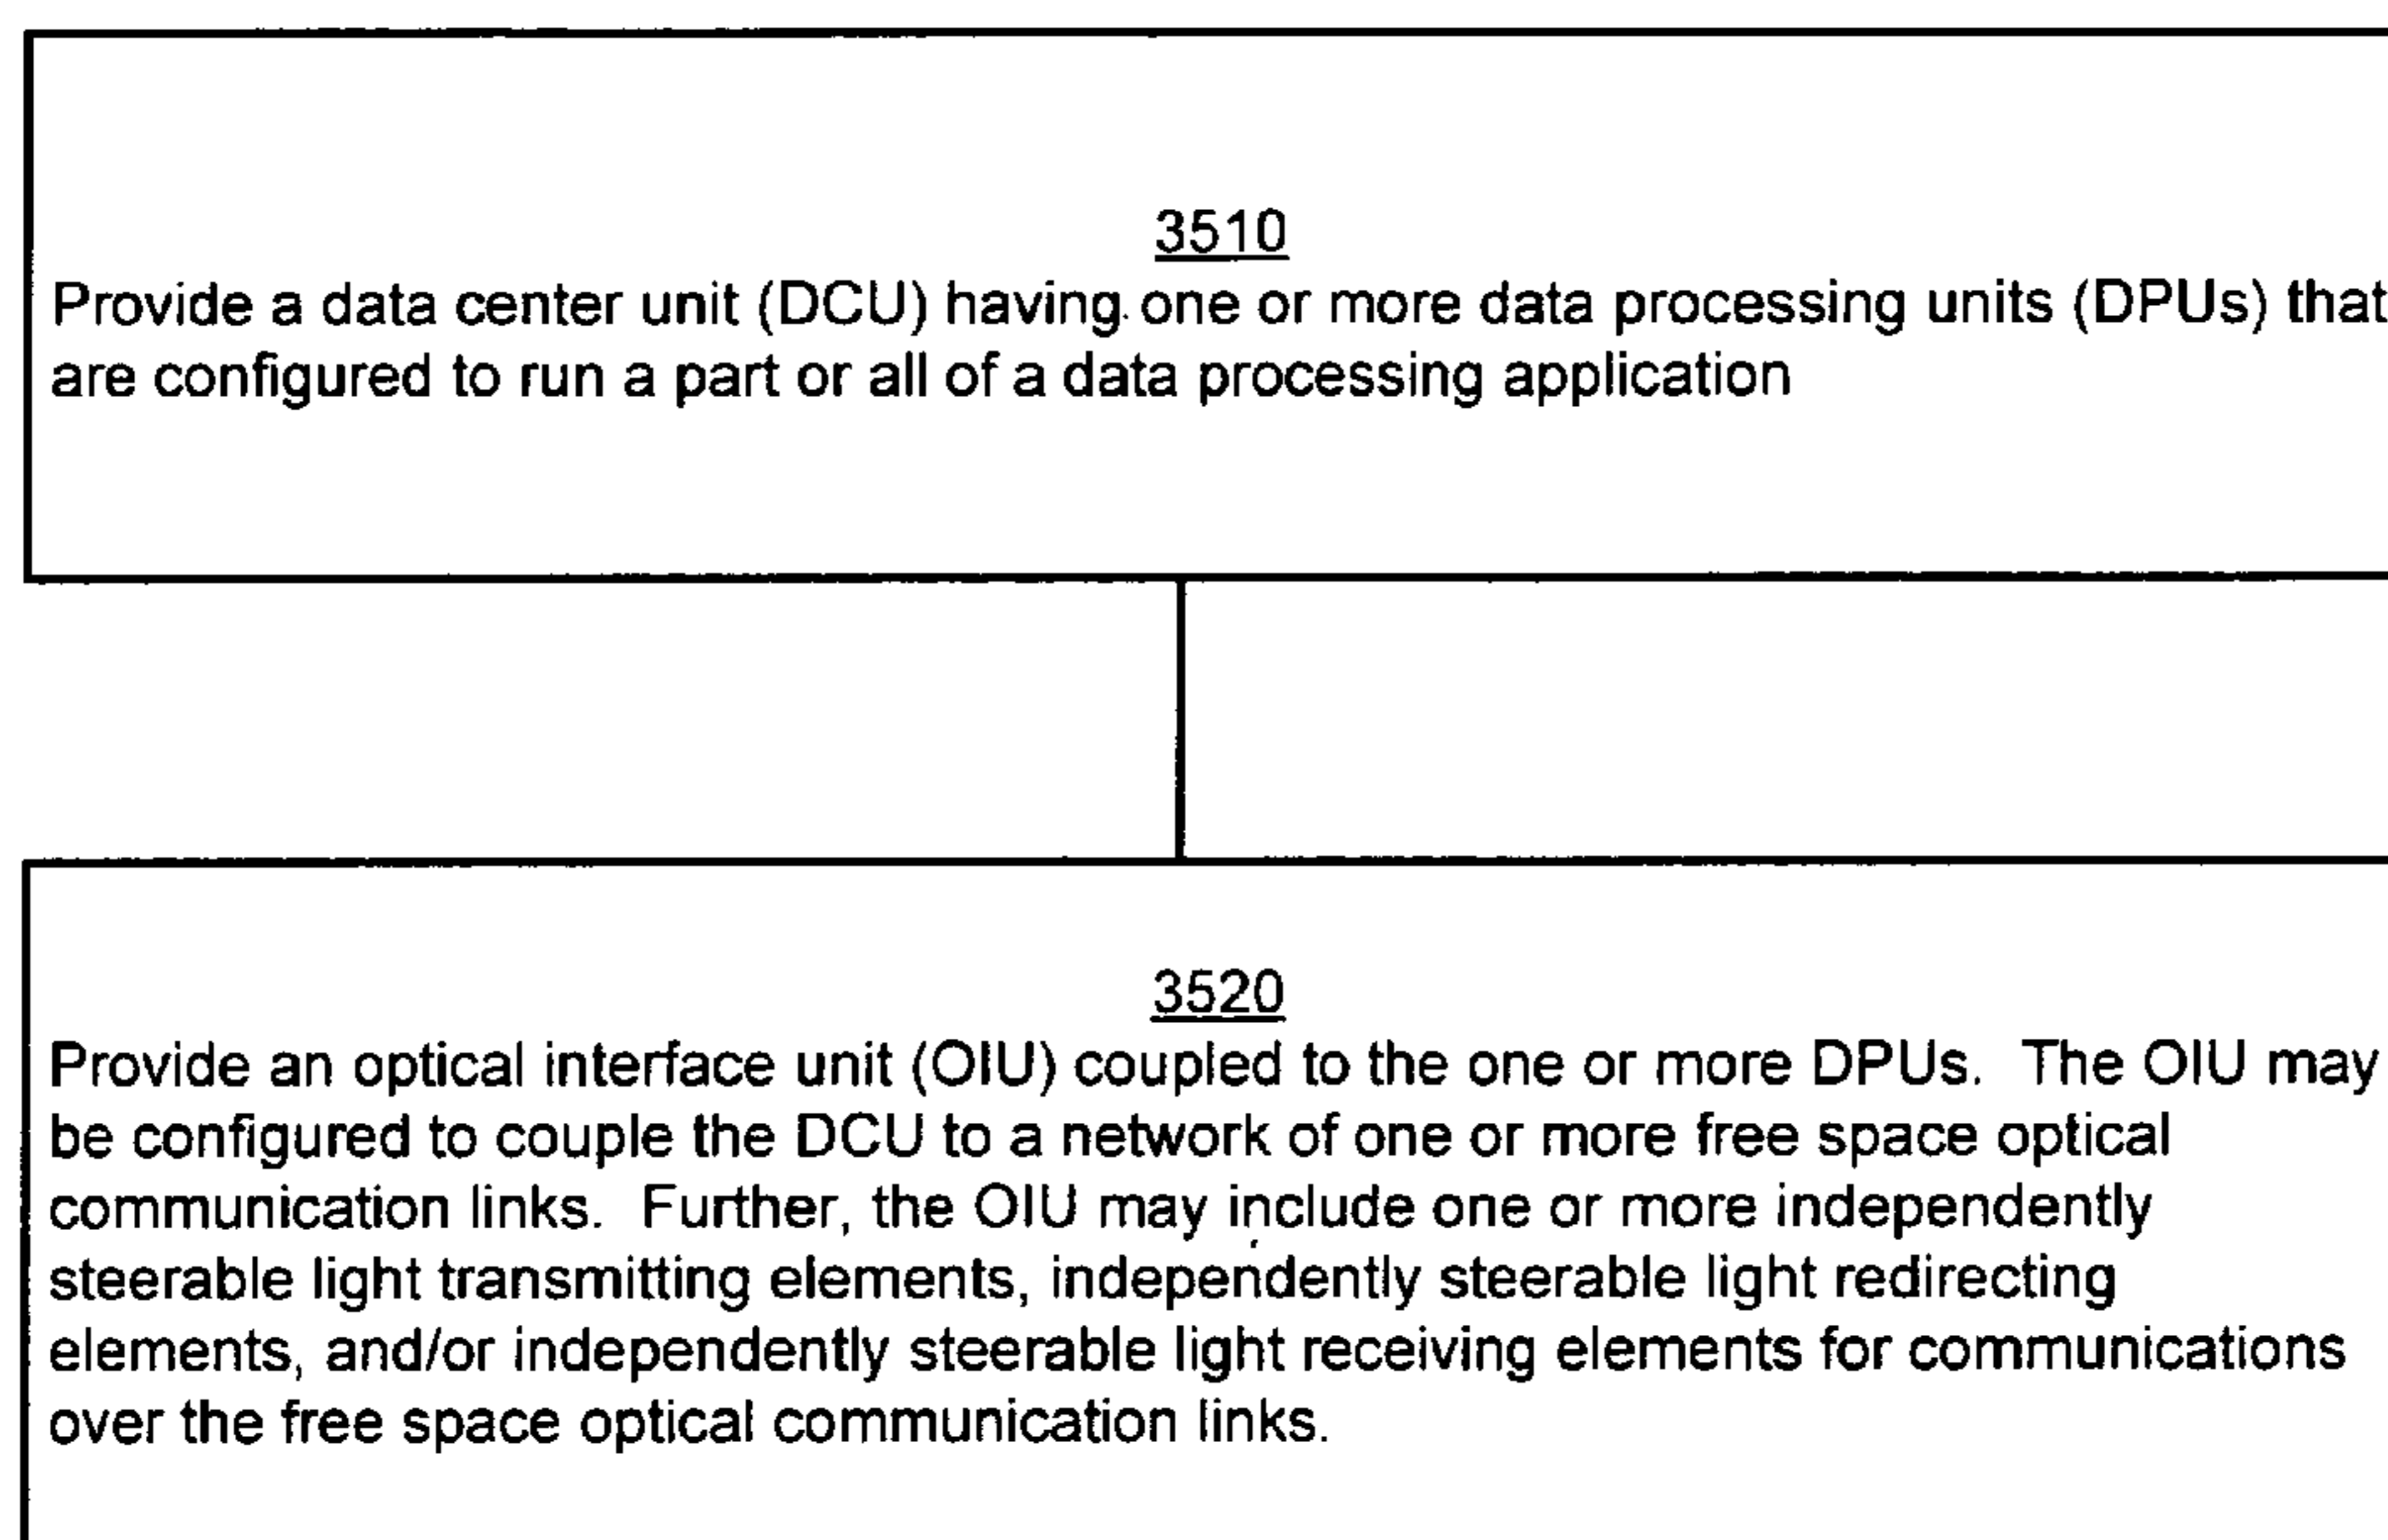 3510
Provide a data center unit (DCU) having one or more data processing units (DPUs) that
are configured to run a part or all of a data processing application
3520
Provide an optical interface unit (OIU) coupled to the one or more DPUs. The OIU may
be configured to couple the DCU to a network of one or more free space optical
communication links. Further, the OIU may include one or more independently
steerable light transmitting elements, independently steerable light redirecting
elements, and/or independently steerable light receiving elements for communications
over the free space optical communication links.